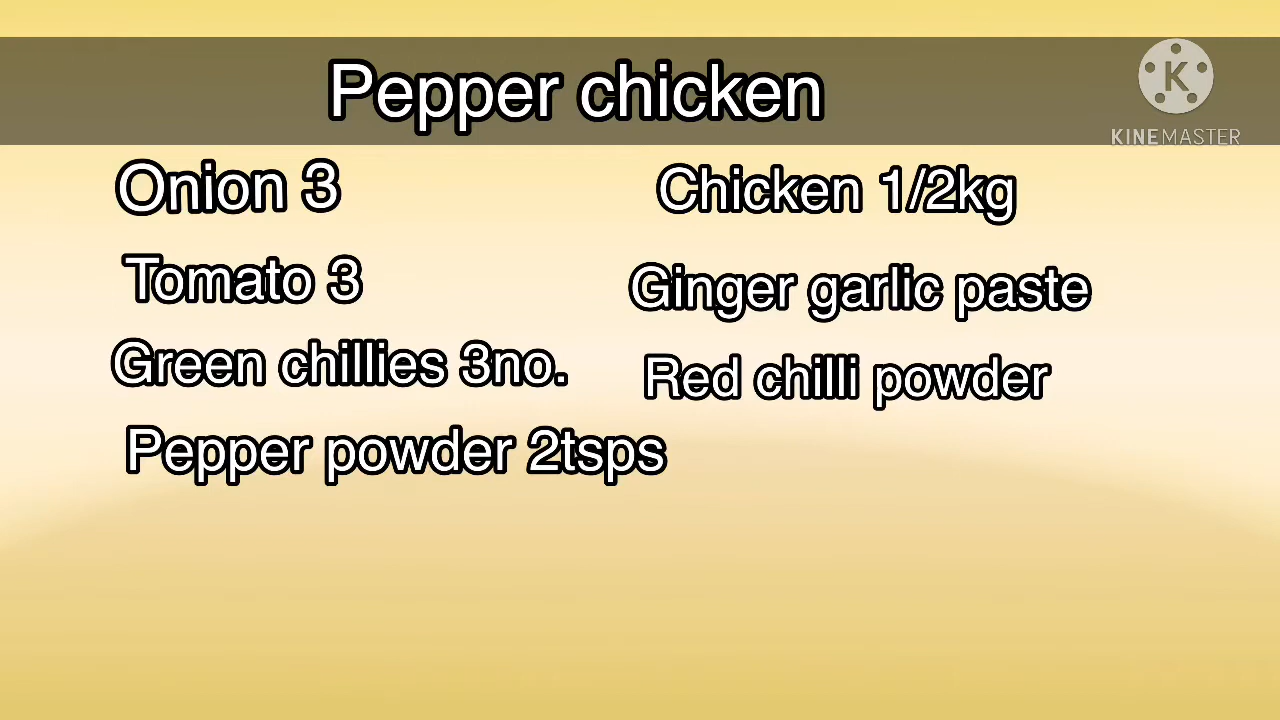 Pepper chicken
K
KINEMASTER
Onion 3
Chicken 1/2kg
Tomato 3
Ginger garlic paste
Green chillies 3no.
Red chilli powder
Pepper powder 2tsps